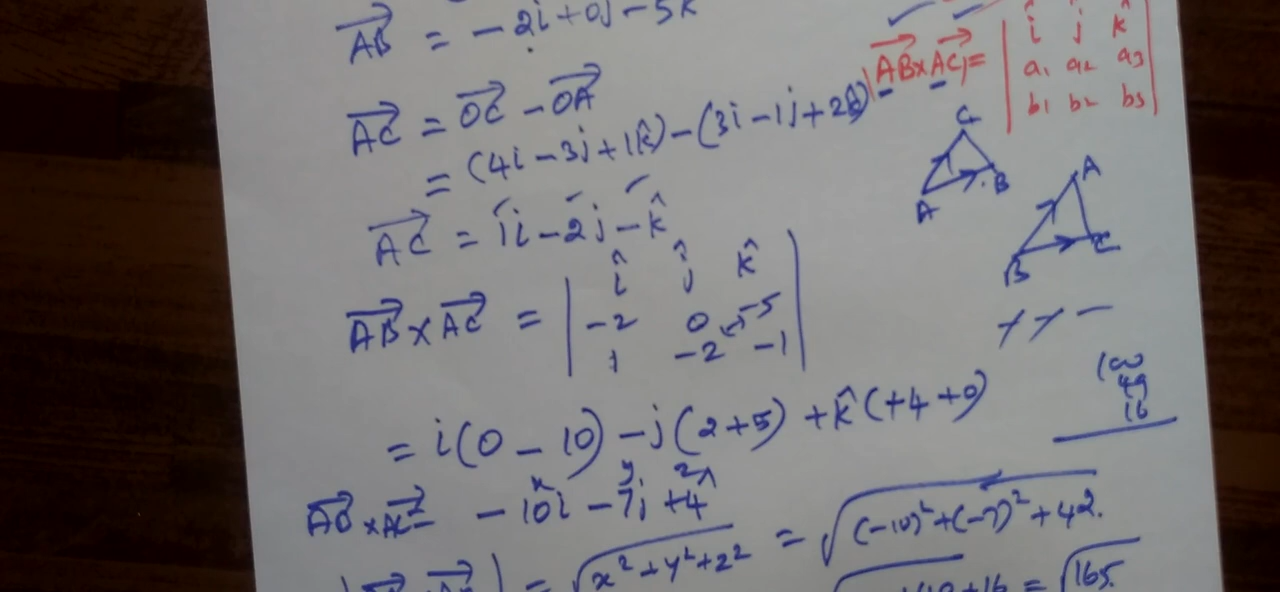 AB = -2i+0j-5k
AC = OC - OA
= (4i-3j+1k̂)-(3i-1j+2k̂)
AC = 1i-2j-k̂
AB×AC = | î ĵ k̂ |
-2 0 -5
1 -2 -1
= i(0-10)-j(2+5)+k̂(+4+0)
x y z
AB×AC = -10i-7j+4
= √x²+y²+z² = √(-10)²+(-7)²+4².
+16 = √165.
|AB×AC|= | î ĵ k̂ |
a₁ a₂ a₃
b₁ b₂ b₃
C
A B
A
B C
100
49
16